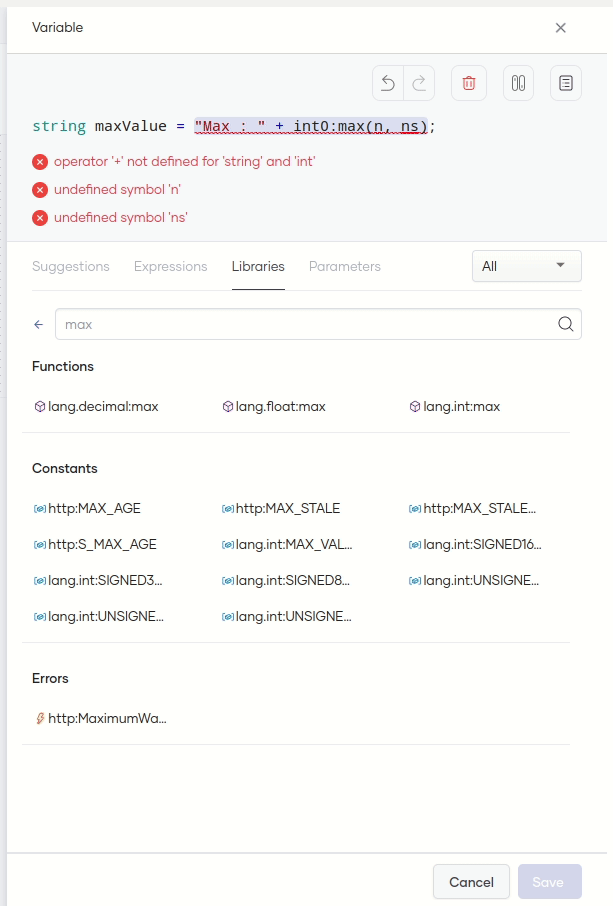 Variable
string maxValue = "Max : " + int0:max(n, ns);
operator '+' not defined for 'string' and 'int'
undefined symbol 'n'
undefined symbol 'ns'
Suggestions Expressions Libraries Parameters All
max
Functions
lang.decimal:max lang.float:max lang.int:max
Constants
http:MAX_AGE http:MAX_STALE http:MAX_STALE...
http:S_MAX_AGE lang.int:MAX_VAL... lang.int:SIGNED16...
lang.int:SIGNED3... lang.int:SIGNED8... lang.int:UNSIGNE...
lang.int:UNSIGNE... lang.int:UNSIGNE...
Errors
http:MaximumWa...
Cancel Save